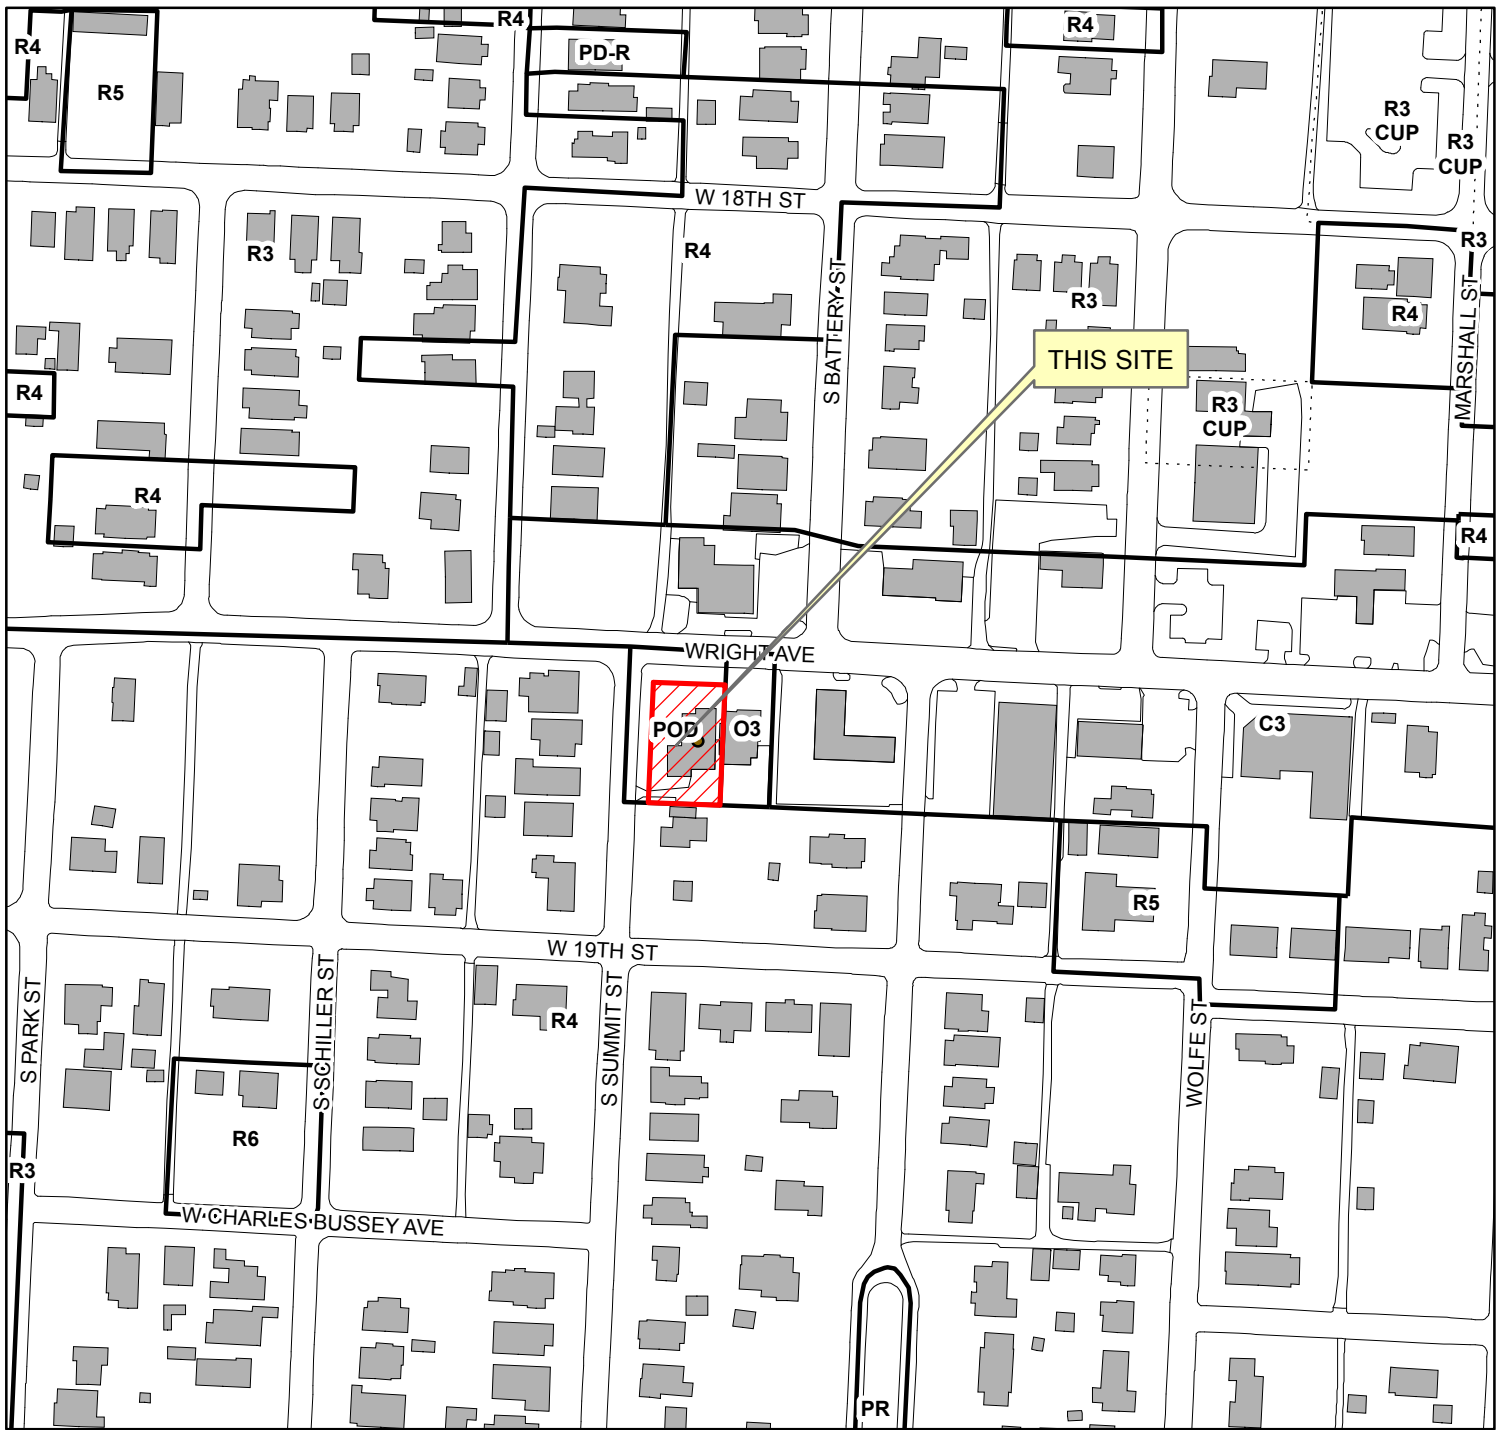 R4
R4
R4
PD-R
R5
R3
CUP
R3
CUP
W 18TH ST
R3
R4
R3
R3
S BATTERY ST
MARSHALL ST
R4
THIS SITE
R4
R3
CUP
R4
R4
WRIGHT AVE
POD
O3
C3
R5
W 19TH ST
S PARK ST
S SCHILLER ST
S SUMMIT ST
R4
WOLFE ST
R6
R3
W CHARLES BUSSEY AVE
PR